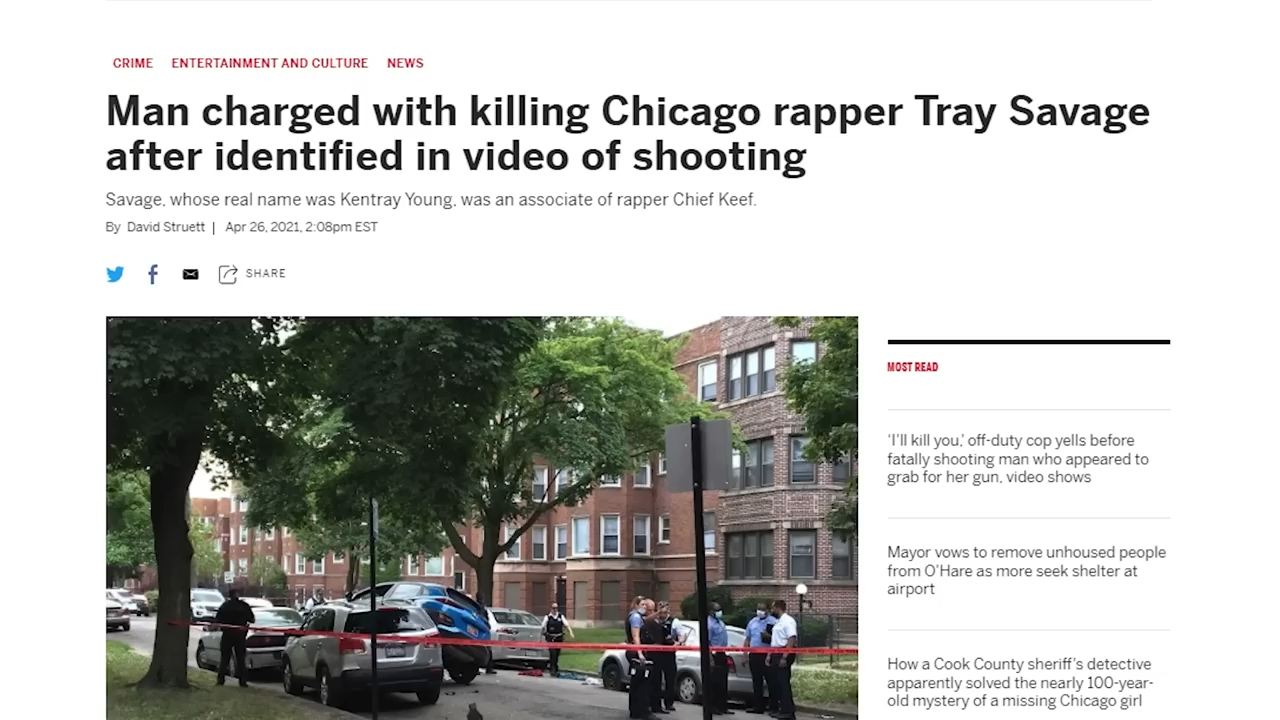 CRIME ENTERTAINMENT AND CULTURE NEWS
Man charged with killing Chicago rapper Tray Savage
after identified in video of shooting
Savage, whose real name was Kentray Young, was an associate of rapper Chief Keef.
By David Struett | Apr 26, 2021, 2:08pm EST
SHARE
MOST READ
‘I’ll kill you,’ off-duty cop yells before
fatally shooting man who appeared to
grab for her gun, video shows
Mayor vows to remove unhoused people
from O’Hare as more seek shelter at
airport
How a Cook County sheriff’s detective
apparently solved the nearly 100-year-
old mystery of a missing Chicago girl